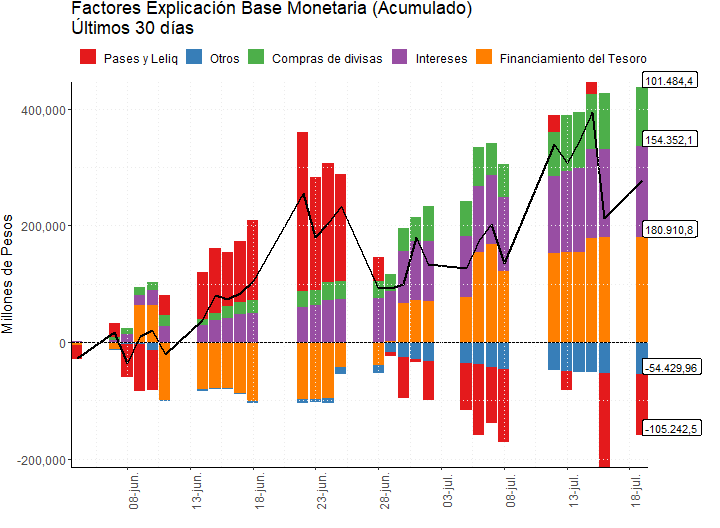 Factores Explicación Base Monetaria (Acumulado)
Últimos 30 días
Pases y Leliq Otros Compras de divisas Intereses Financiamiento del Tesoro
Millones de Pesos
400,000
200,000
0
-200,000
101.484,4
154.352,1
180.910,8
-54.429,96
-105.242,5
08-jun. 13-jun. 18-jun. 23-jun. 28-jun. 03-jul. 08-jul. 13-jul. 18-jul.